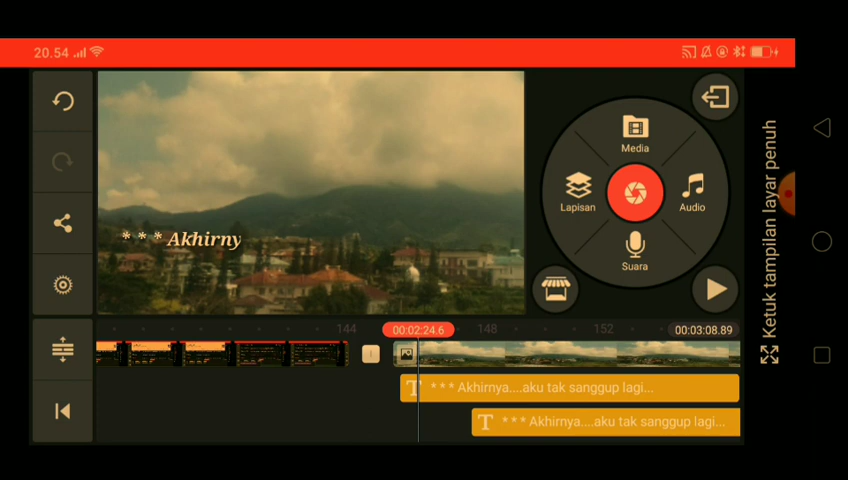 20.54
Media
Lapisan
Audio
Suara
* * * Akhirny
144
00:02:24.6
148
152
00:03:08.89
* * * Akhirnya....aku tak sanggup lagi...
* * * Akhirnya....aku tak sanggup lagi...
Ketuk tampilan layar penuh